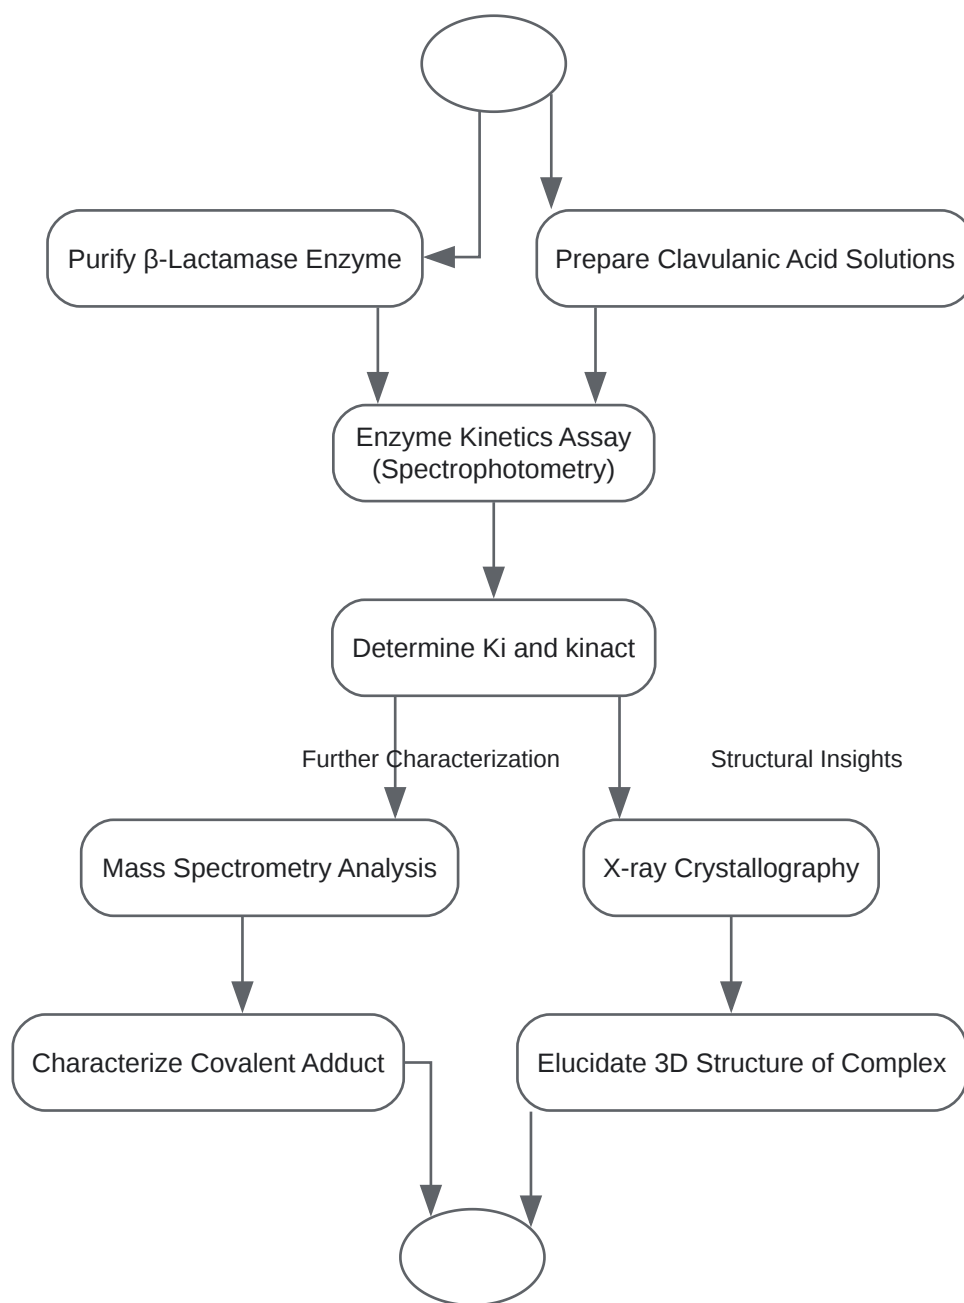 Purify β-Lactamase Enzyme
Prepare Clavulanic Acid Solutions
Enzyme Kinetics Assay
(Spectrophotometry)
Determine Ki and kinact
Further Characterization
Structural Insights
Mass Spectrometry Analysis
X-ray Crystallography
Characterize Covalent Adduct
Elucidate 3D Structure of Complex